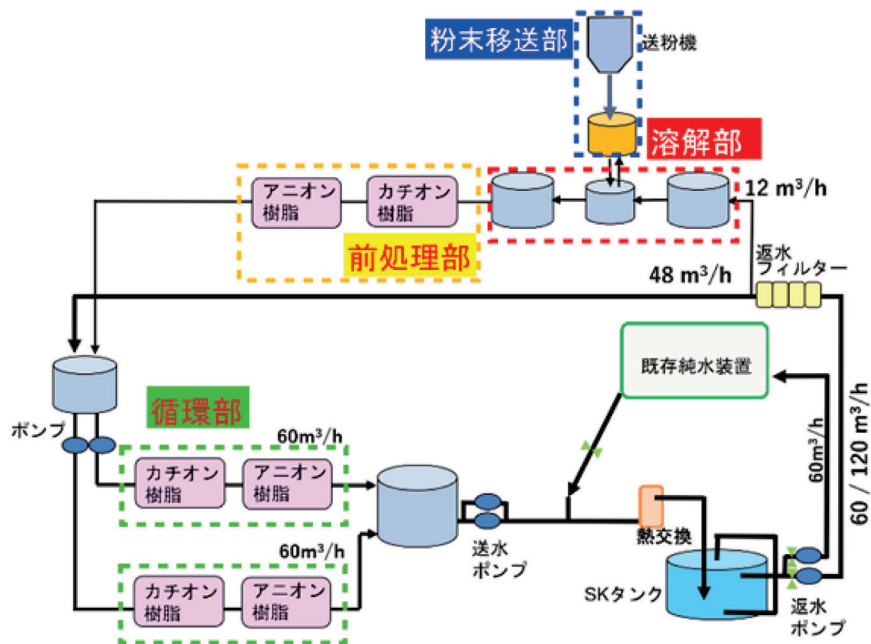 粉末移送部
送粉機
溶解部
12 m³/h
アニオン
樹脂
カチオン
樹脂
前処理部
返水
フィルター
48 m³/h
既存純水装置
循環部
ポンプ
60m³/h
カチオン
樹脂
アニオン
樹脂
60m³/h
カチオン
樹脂
アニオン
樹脂
送水
ポンプ
熱交換
SKタンク
60m³/h
60 / 120 m³/h
返水
ポンプ